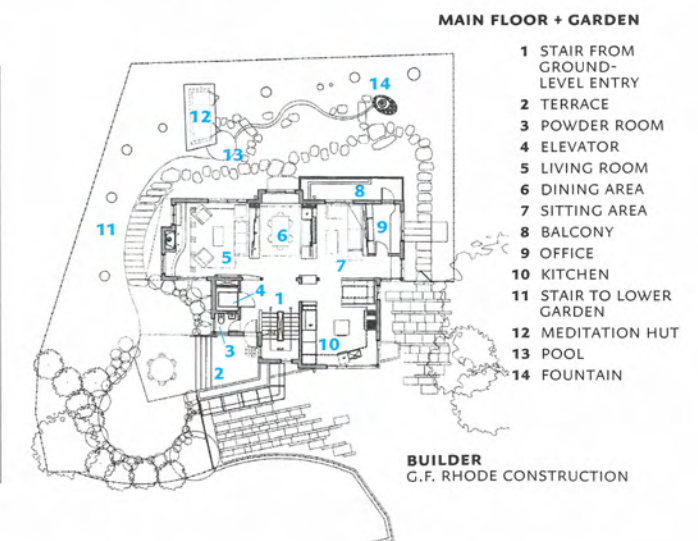 MAIN FLOOR + GARDEN
1 STAIR FROM
GROUND-
LEVEL ENTRY
2 TERRACE
3 POWDER ROOM
4 ELEVATOR
5 LIVING ROOM
6 DINING AREA
7 SITTING AREA
8 BALCONY
9 OFFICE
10 KITCHEN
11 STAIR TO LOWER
GARDEN
12 MEDITATION HUT
13 POOL
14 FOUNTAIN
14
12
13
8
11
6
9
5
7
4
1
3
10
2
BUILDER
G.F. RHODE CONSTRUCTION